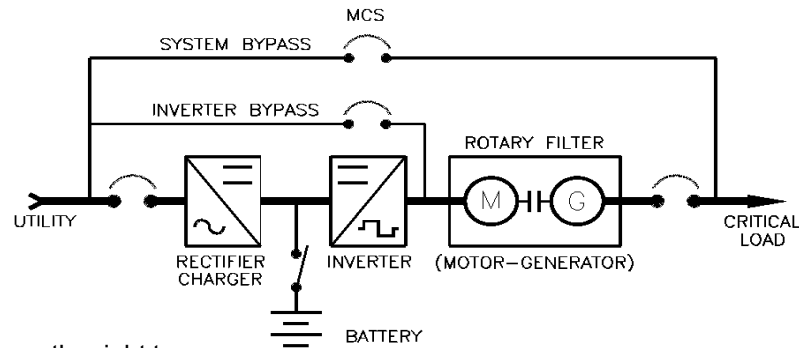 MCS
SYSTEM BYPASS
INVERTER BYPASS
ROTARY FILTER
M
G
UTILITY
CRITICAL
LOAD
RECTIFIER
CHARGER
INVERTER
(MOTOR-GENERATOR)
BATTERY